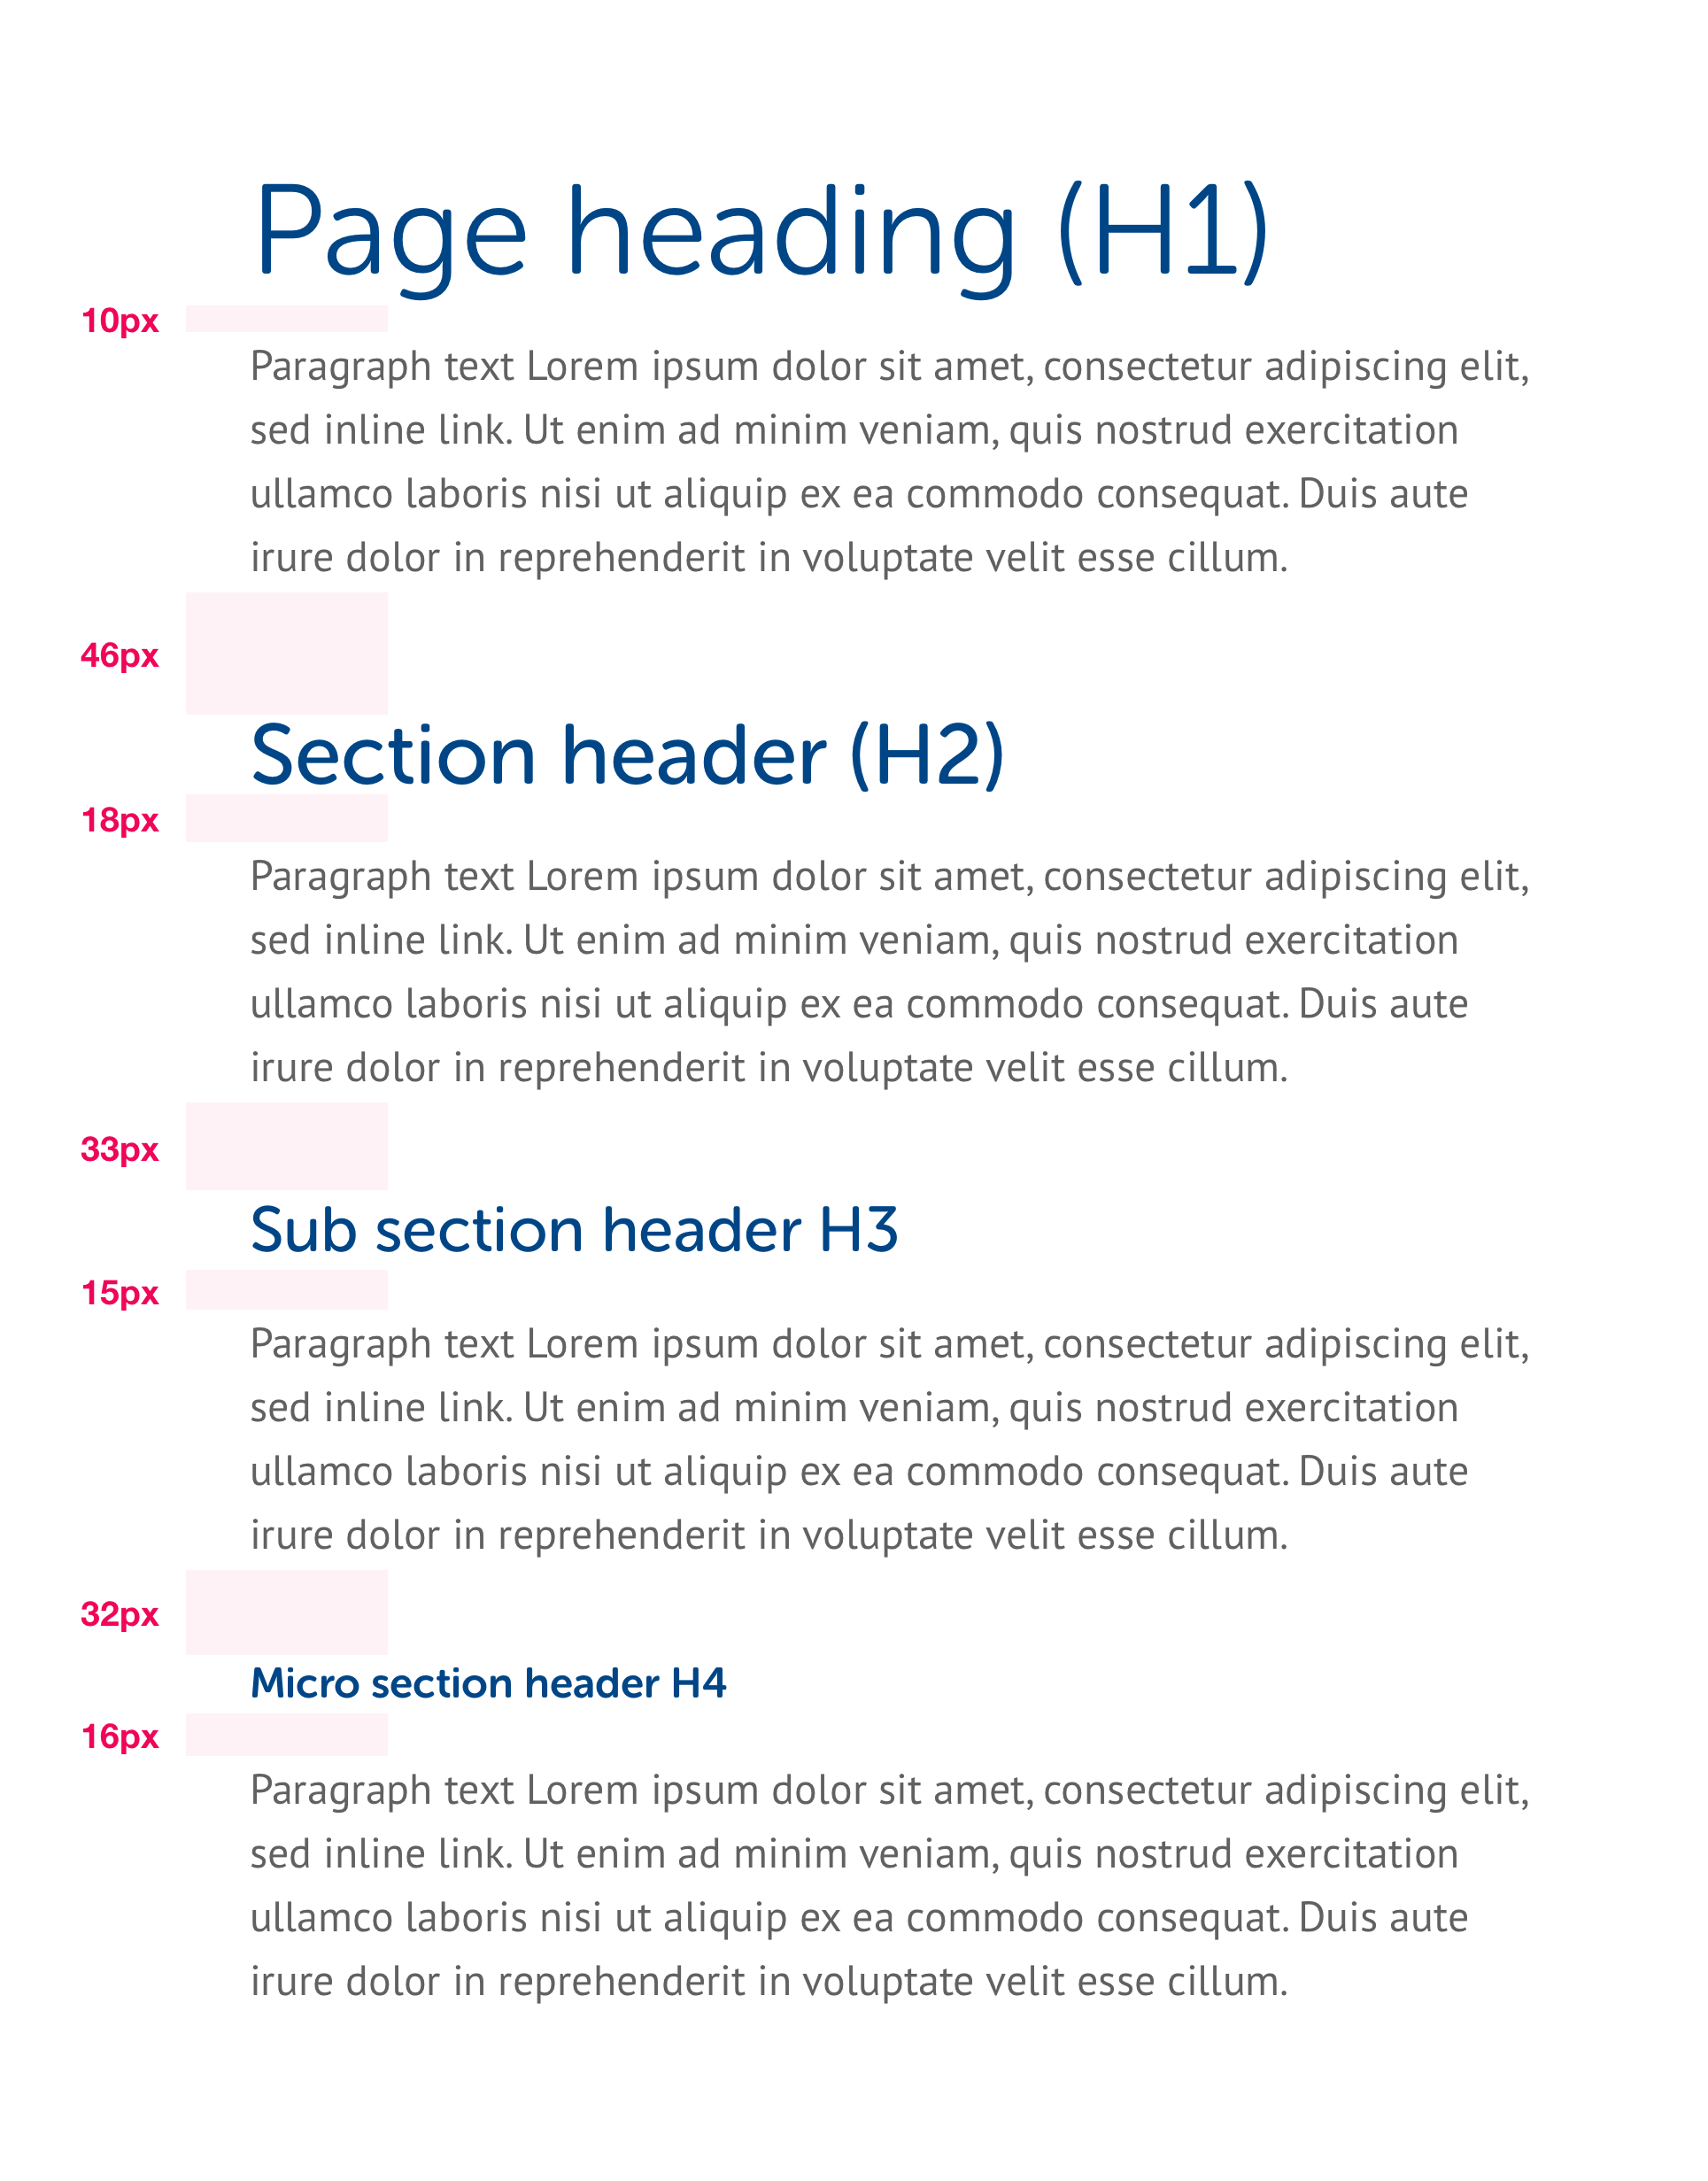 Page heading (H1)
10px
Paragraph text Lorem ipsum dolor sit amet, consectetur adipiscing elit,
sed inline link. Ut enim ad minim veniam, quis nostrud exercitation
ullamco laboris nisi ut aliquip ex ea commodo consequat. Duis aute
irure dolor in reprehenderit in voluptate velit esse cillum.
46px
Section header (H2)
18px
Paragraph text Lorem ipsum dolor sit amet, consectetur adipiscing elit,
sed inline link. Ut enim ad minim veniam, quis nostrud exercitation
ullamco laboris nisi ut aliquip ex ea commodo consequat. Duis aute
irure dolor in reprehenderit in voluptate velit esse cillum.
33px
Sub section header H3
15px
Paragraph text Lorem ipsum dolor sit amet, consectetur adipiscing elit,
sed inline link. Ut enim ad minim veniam, quis nostrud exercitation
ullamco laboris nisi ut aliquip ex ea commodo consequat. Duis aute
irure dolor in reprehenderit in voluptate velit esse cillum.
32px
Micro section header H4
16px
Paragraph text Lorem ipsum dolor sit amet, consectetur adipiscing elit,
sed inline link. Ut enim ad minim veniam, quis nostrud exercitation
ullamco laboris nisi ut aliquip ex ea commodo consequat. Duis aute
irure dolor in reprehenderit in voluptate velit esse cillum.